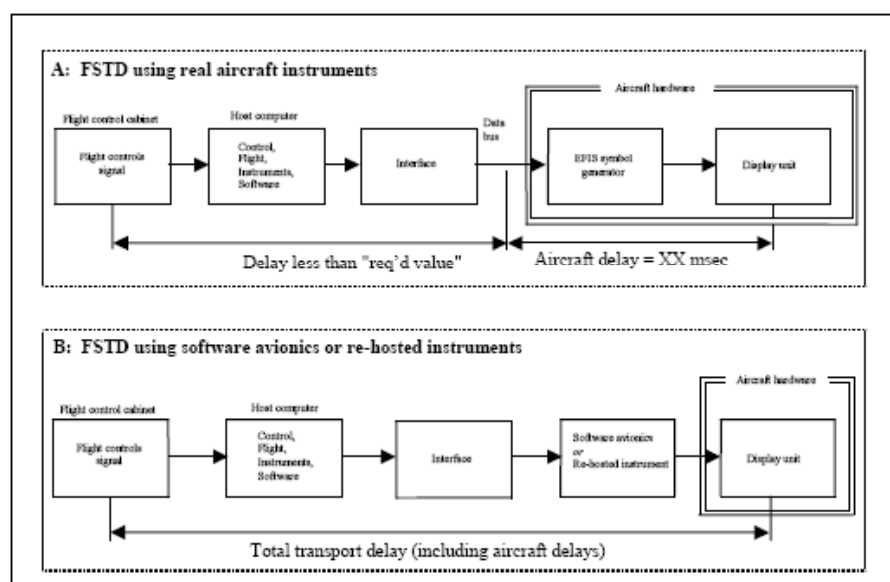 A: FSTD using real aircraft instruments
Aircraft hardware
Flight control cabinet
Host computer
Data
bus
Flight controls
signal
Control,
Flight,
Instruments,
Software
Interface
EFIS symbol
generator
Display unit
Delay less than "req'd value"
Aircraft delay = XX msec
B: FSTD using software avionics or re-hosted instruments
Aircraft hardware
Flight control cabinet
Host computer
Flight controls
signal
Control,
Flight,
Instruments,
Software
Interface
Software avionics
or
Re-hosted instrument
Display unit
Total transport delay (including aircraft delays)